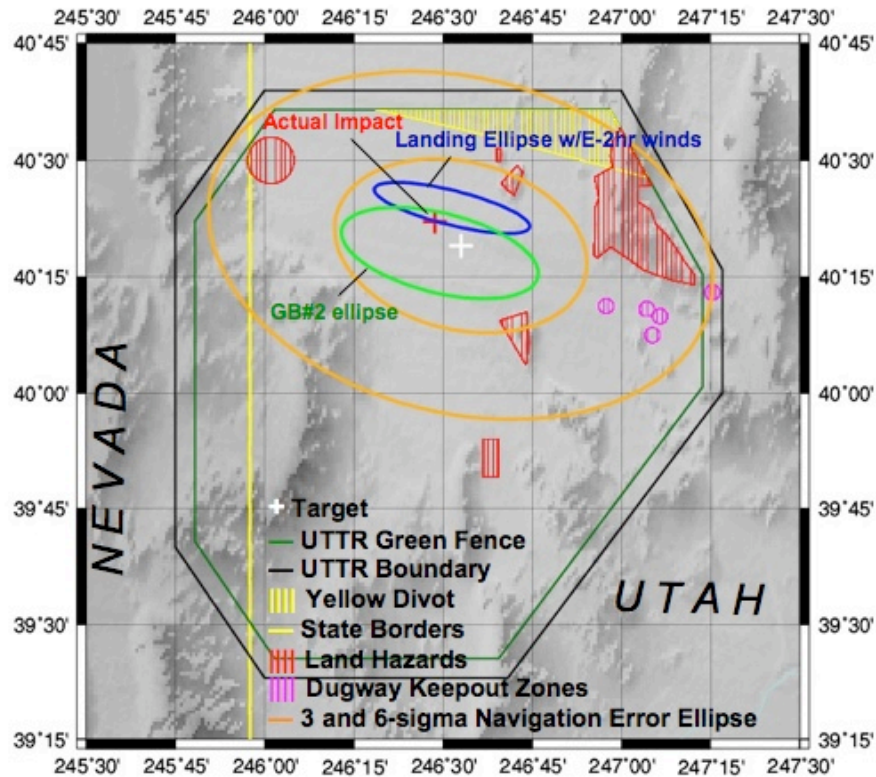 245°30' 245°45' 246°00' 246°15' 246°30' 246°45' 247°00' 247°15' 247°30'
40°45' 40°45'
Actual Impact
Landing Ellipse w/E-2hr winds
40°30' 40°30'
40°15' 40°15'
GB#2 ellipse
40°00' 40°00'
NEVADA
39°45' 39°45'
Target
UTTR Green Fence
UTTR Boundary
Yellow Divot
UTAH
39°30' 39°30'
State Borders
Land Hazards
Dugway Keepout Zones
3 and 6-sigma Navigation Error Ellipse
39°15' 39°15'
245°30' 245°45' 246°00' 246°15' 246°30' 246°45' 247°00' 247°15' 247°30'